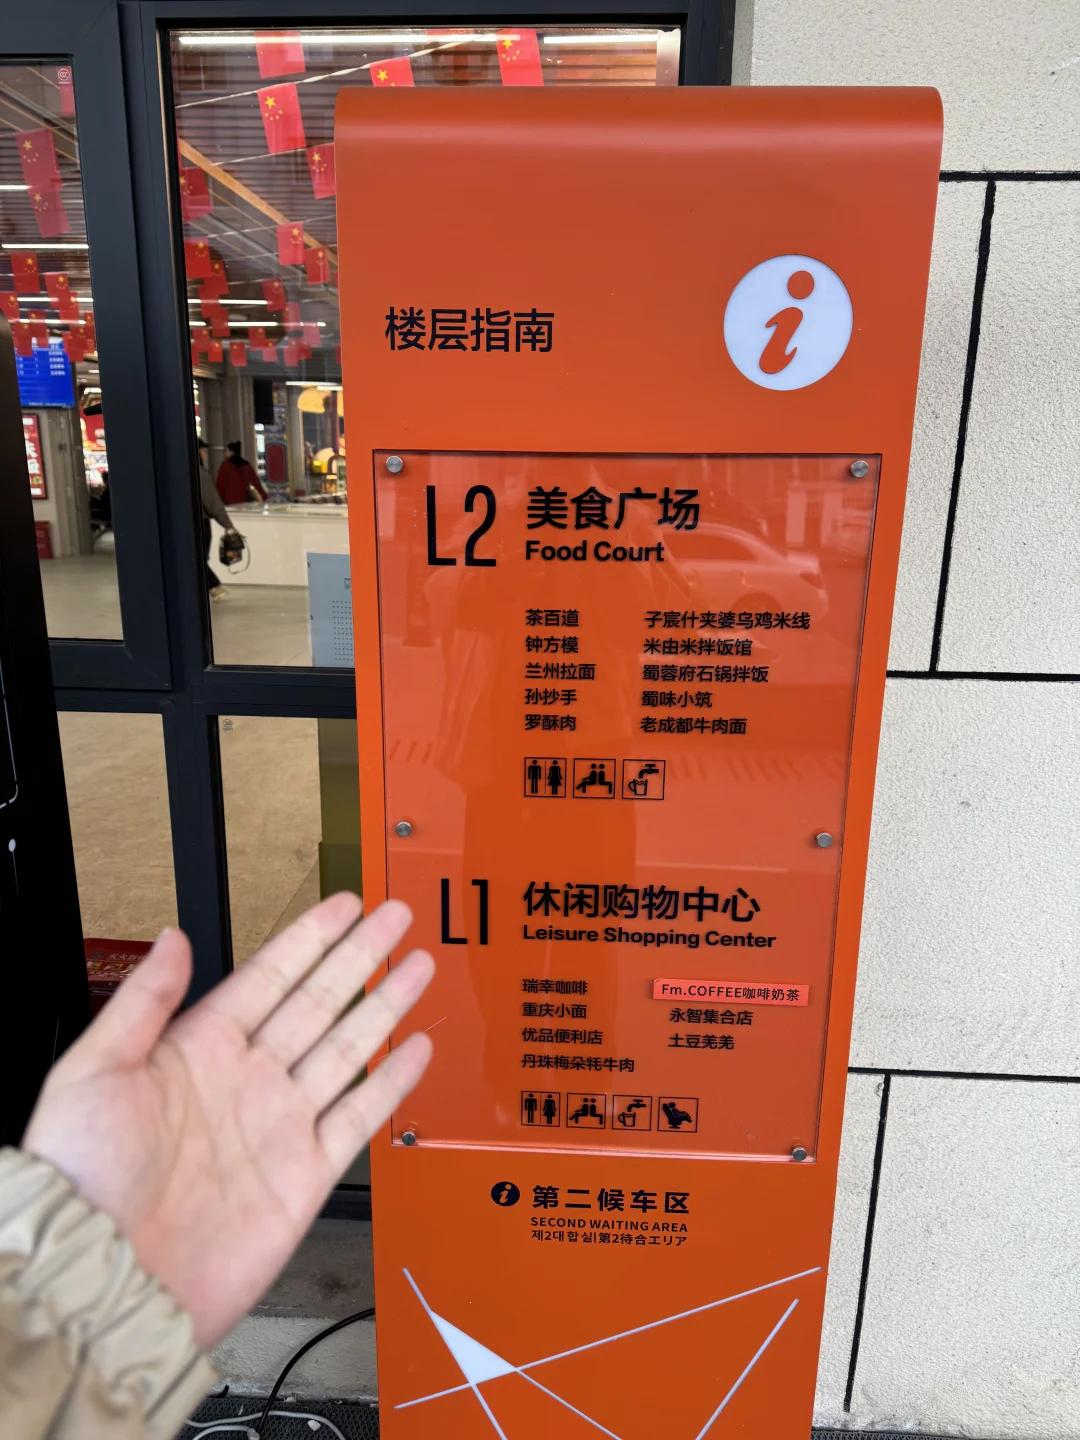 楼层指南
L2 美食广场
Food Court
茶百道 子宸什夹婆乌鸡米线
钟方模 米由米拌饭馆
兰州拉面 蜀蓉府石锅拌饭
孙抄手 蜀味小筑
罗酥肉 老成都牛肉面
L1 休闲购物中心
Leisure Shopping Center
瑞幸咖啡 Fm.COFFEE咖啡奶茶
重庆小面 永智集合店
优品便利店 土豆羌羌
丹珠梅朵牦牛肉
i 第二候车区
SECOND WAITING AREA
제2대합실|第2待合エリア